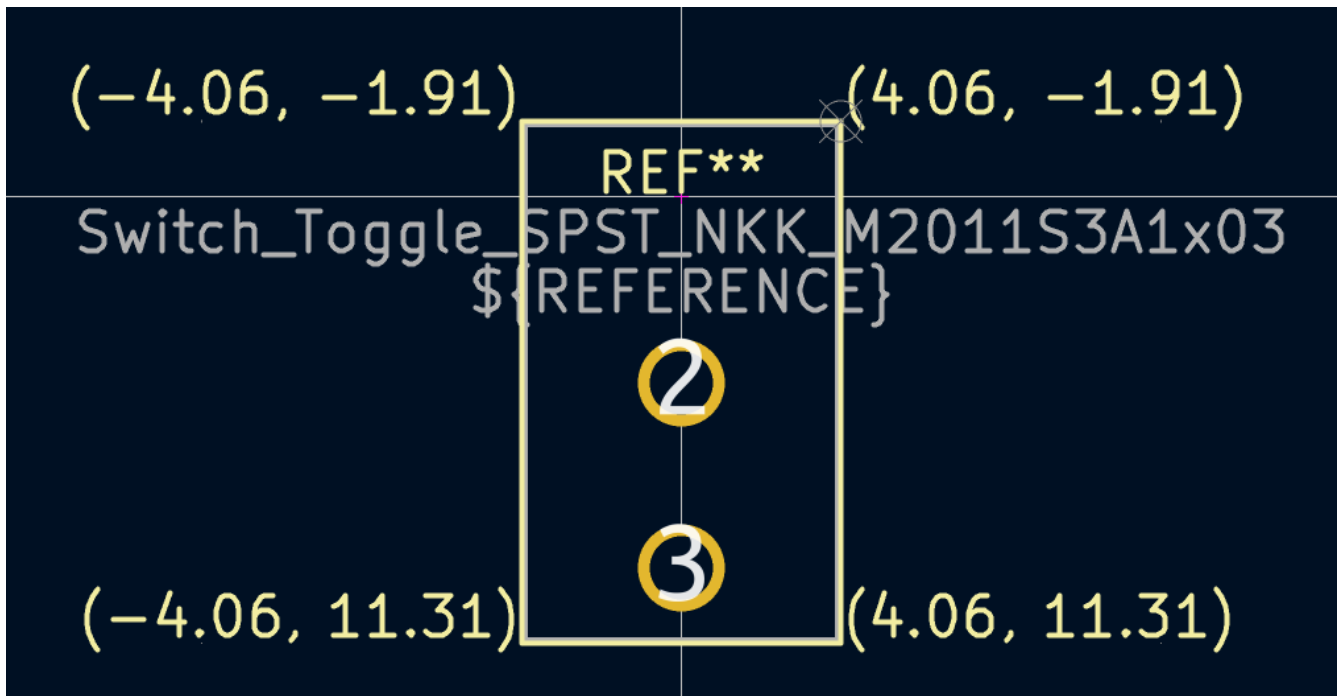 (−4.06, −1.91) (4.06, −1.91)
REF**
Switch_Toggle_SPST_NKK_M2011S3A1x03
${REFERENCE}
2
3
(−4.06, 11.31) (4.06, 11.31)